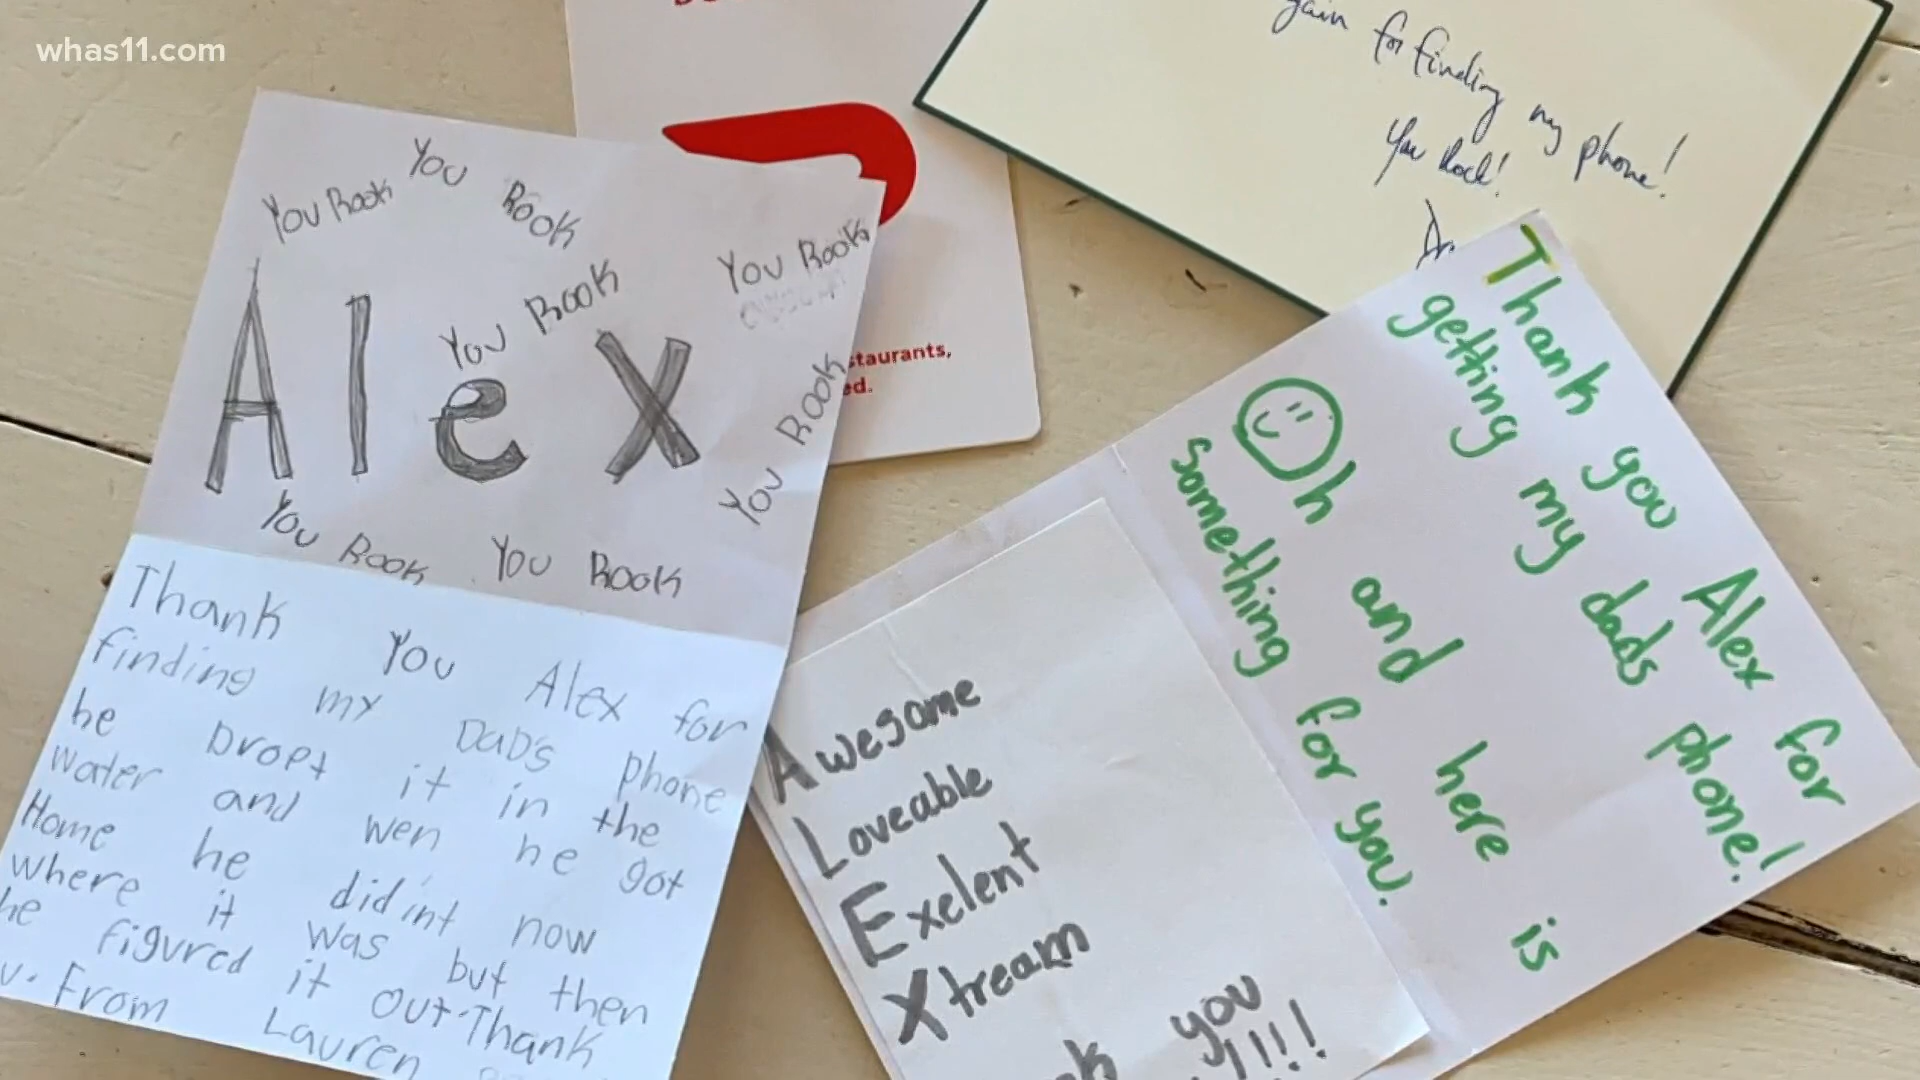 whas11.com
gain for finding my phone!
You Rock!
Dr.
staurants,
ed.
You Rook
You Rook
You Rook
You Rook
You Rook
Alex
You Rook
You Rook
Thank You Alex for
finding my DaD's phone
he Dropt it in the
water and wen he got
Home he didint now
where it was but then
he figured it out Thank
From Lauren
Awesome
Loveable
Exelent
Xtream
you
!!!!
Thank you Alex for
getting my dads phone!
Oh and here is
something for you.